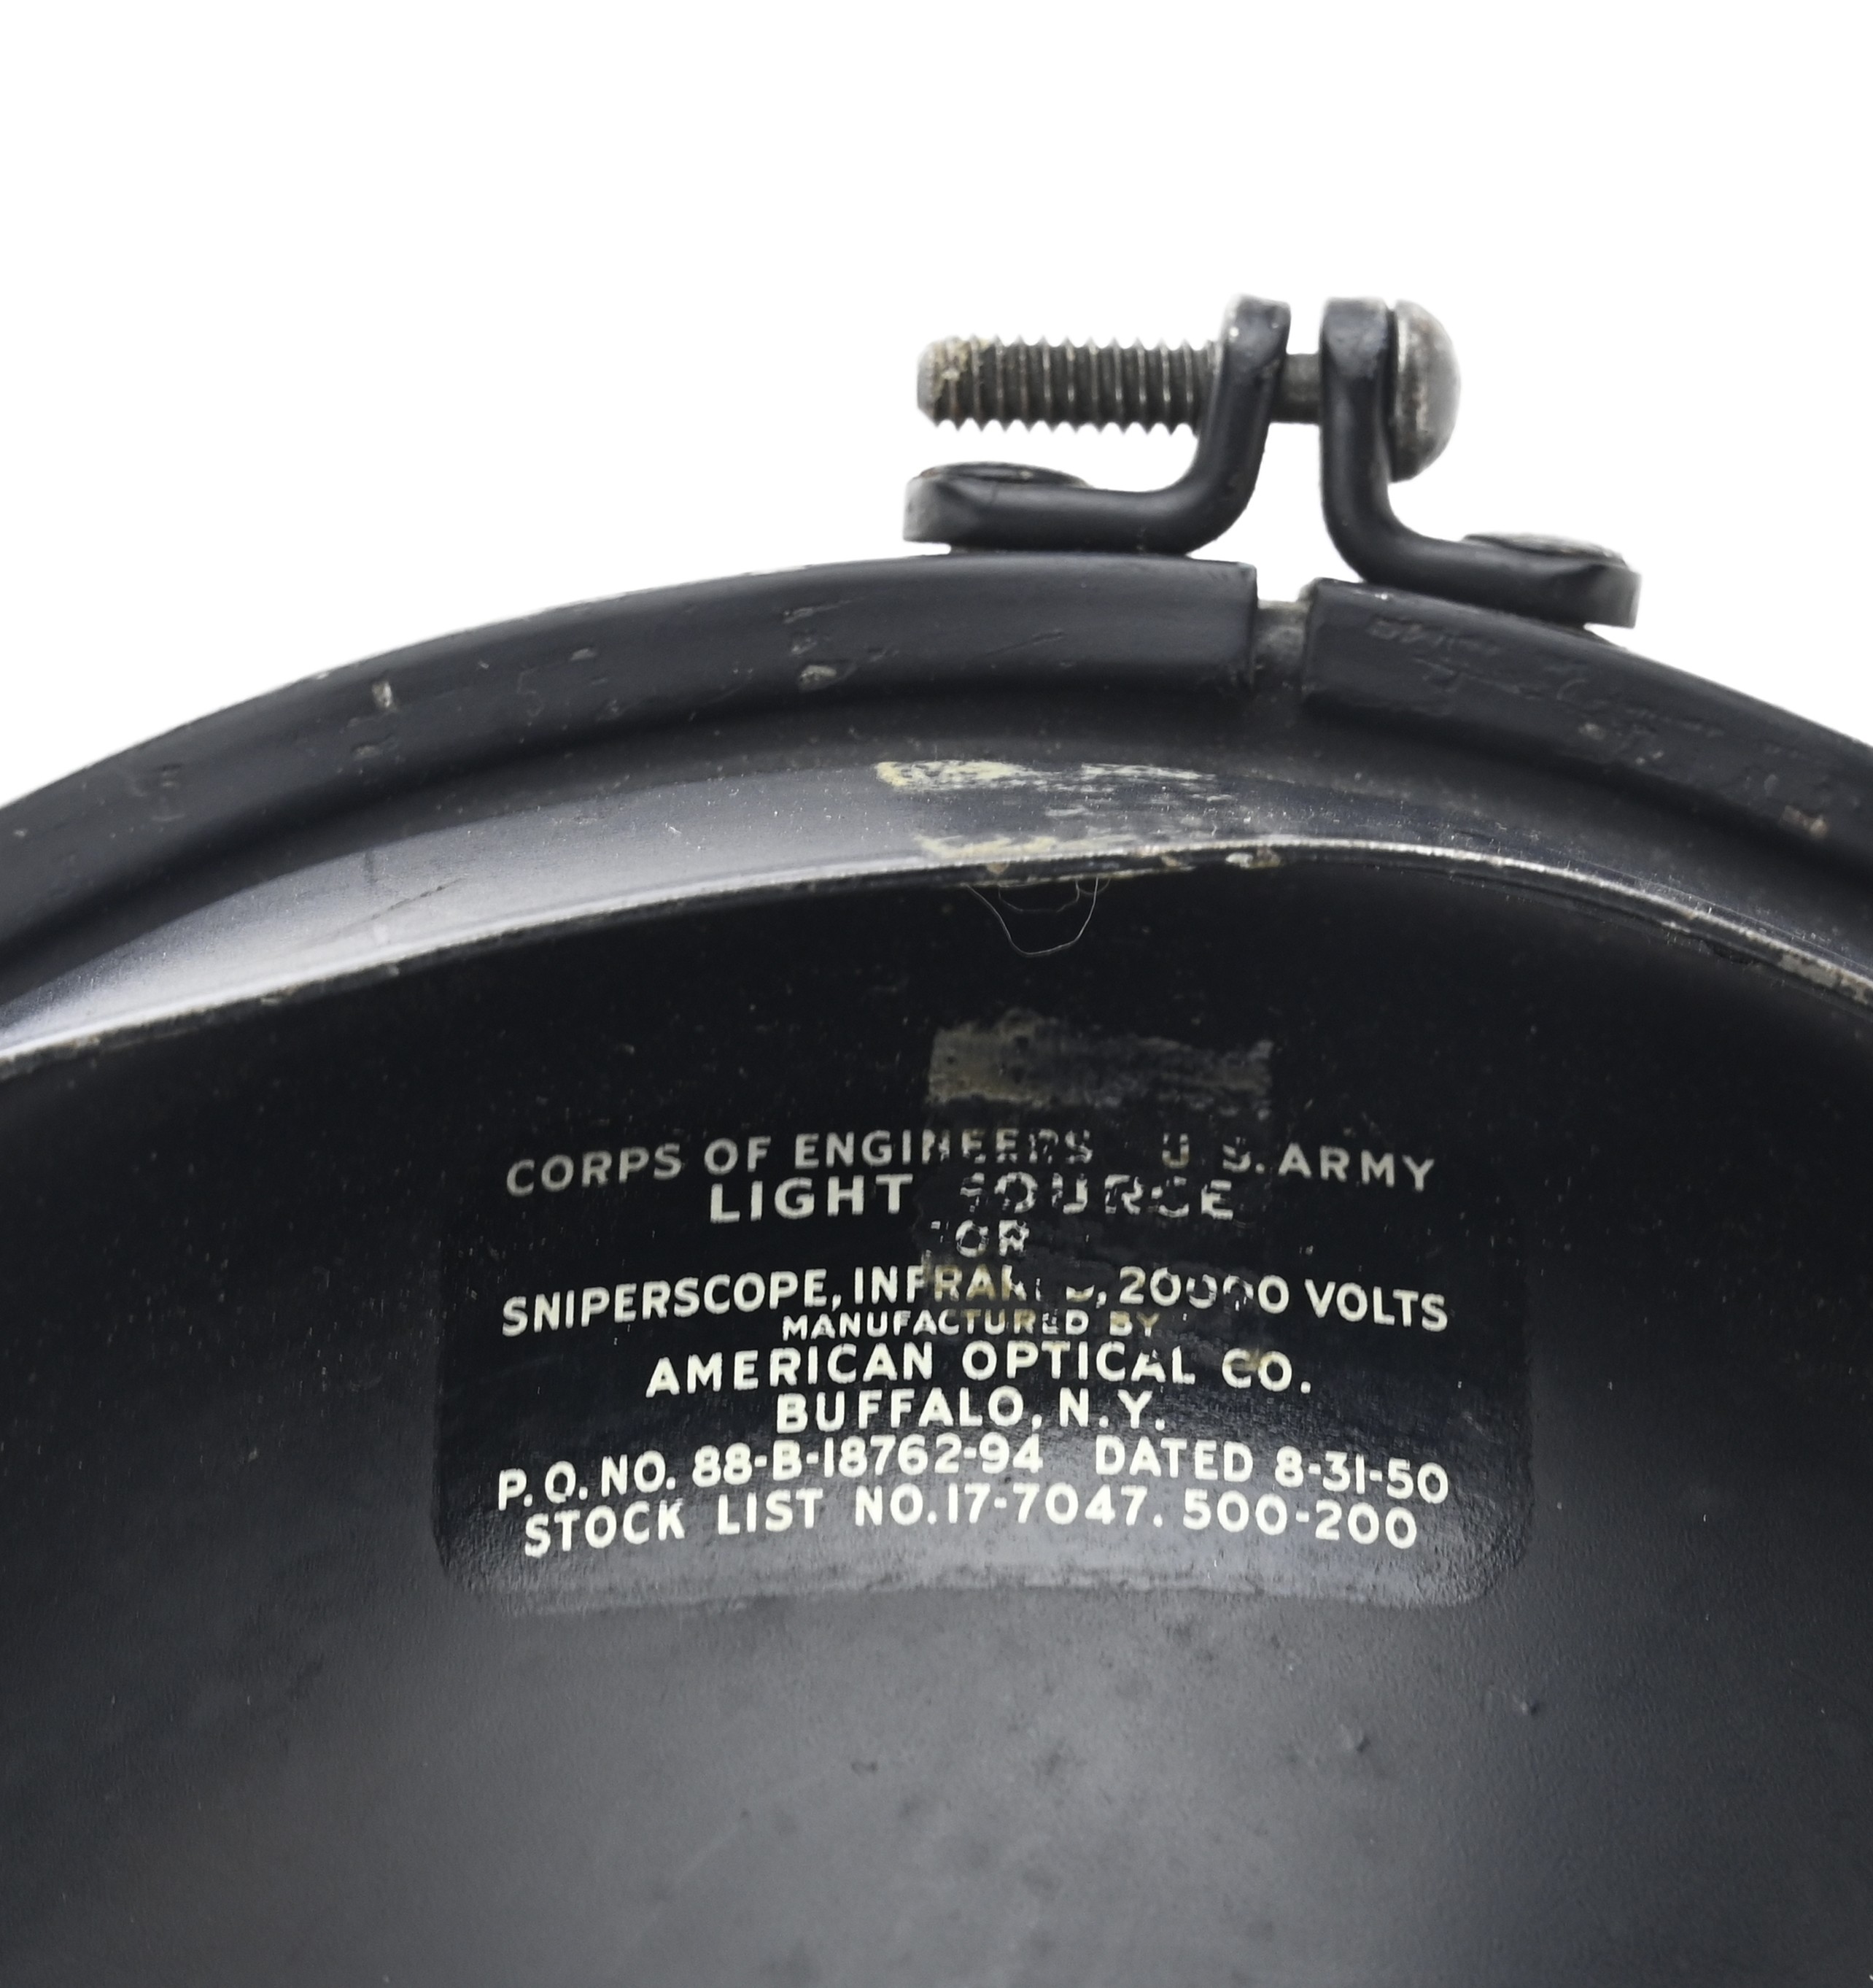 CORPS OF ENGINEERS U.S. ARMY
LIGHT SOURCE
FOR
SNIPERSCOPE, INFRARED, 20000 VOLTS
MANUFACTURED BY
AMERICAN OPTICAL CO.
BUFFALO, N.Y.
P.O. NO. 88-B-18762-94 DATED 8-31-50
STOCK LIST NO. 17-7047. 500-200